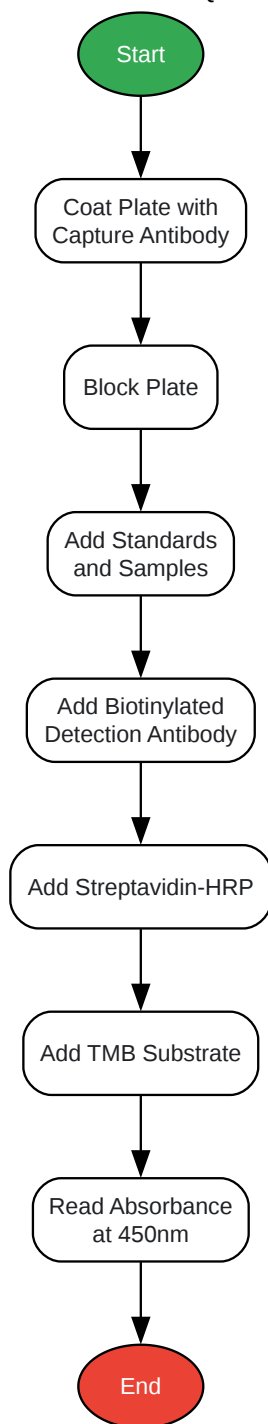 Start
Coat Plate with
Capture Antibody
Block Plate
Add Standards
and Samples
Add Biotinylated
Detection Antibody
Add Streptavidin-HRP
Add TMB Substrate
Read Absorbance
at 450nm
End